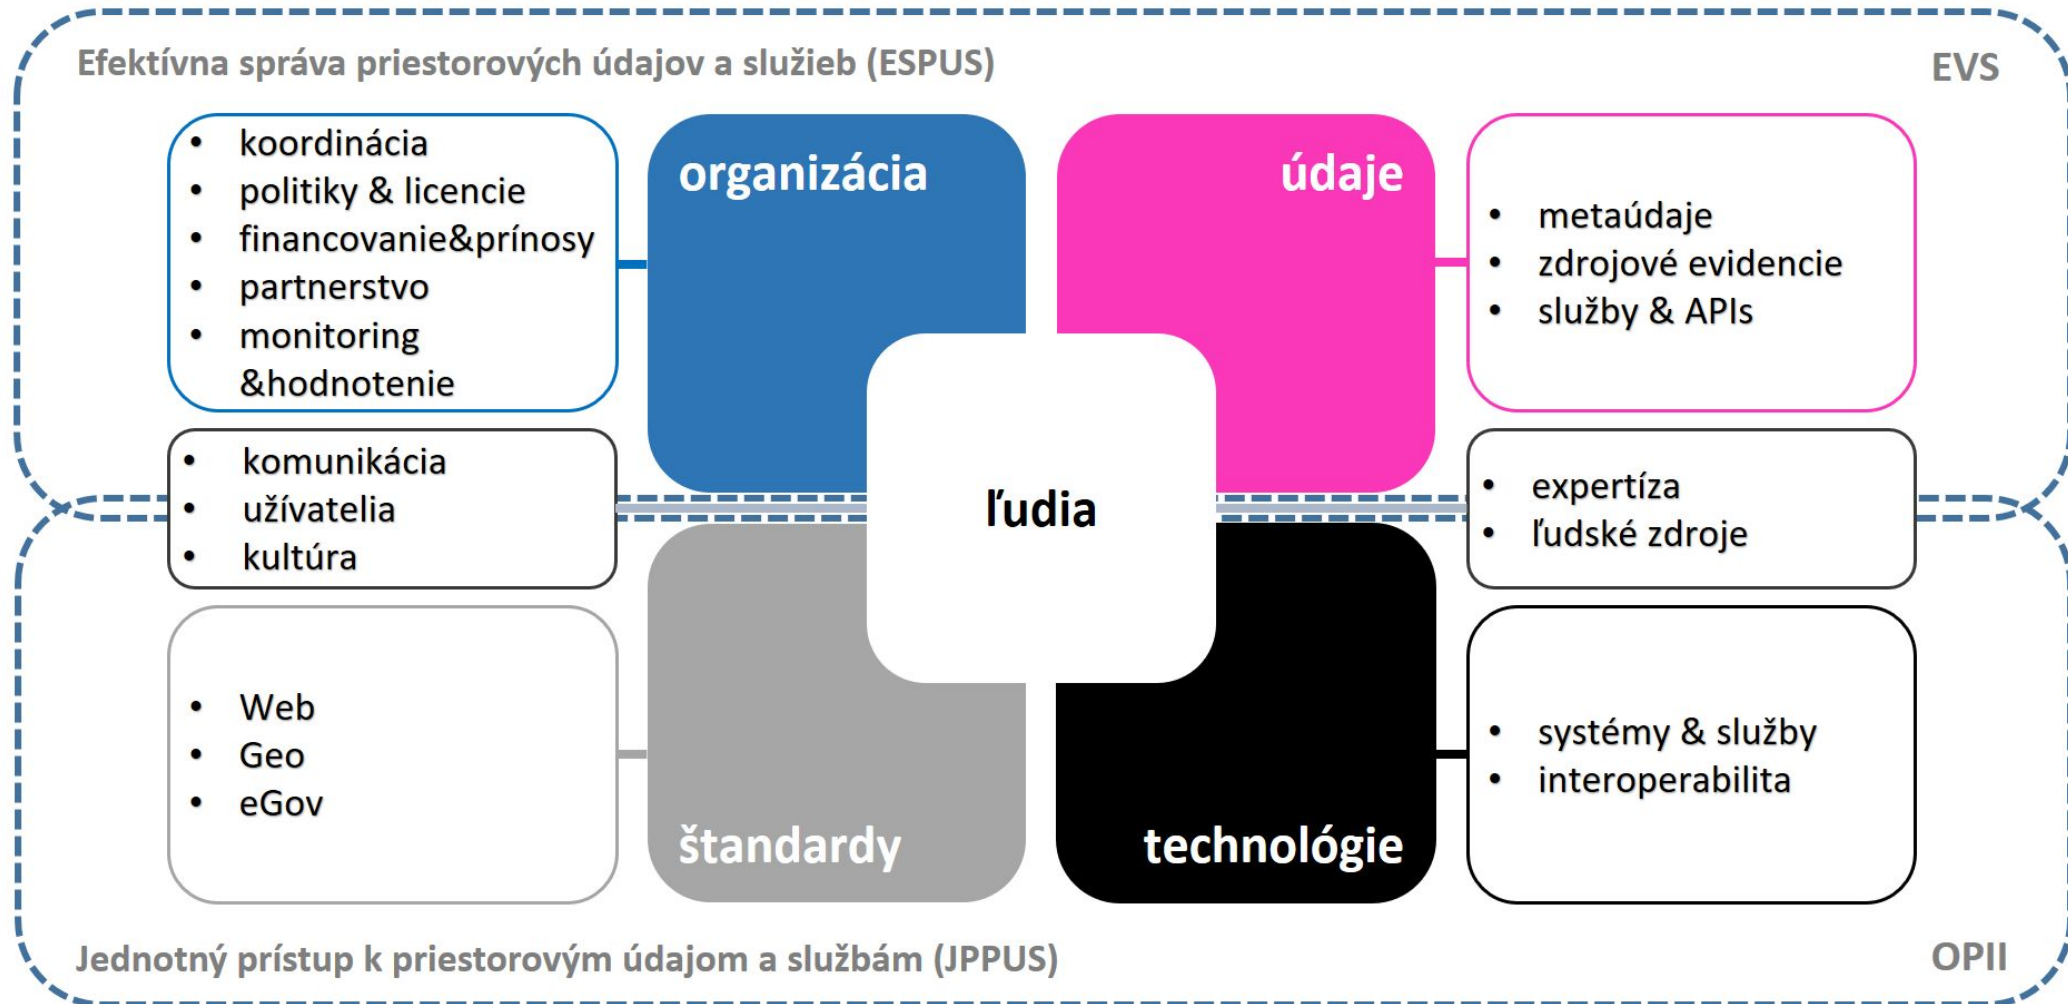 Efektívna správa priestorových údajov a služieb (ESPUS)
EVS
• koordinácia
• politiky & licencie
• financovanie&prínosy
• partnerstvo
• monitoring
&hodnotenie
organizácia
údaje
• metaúdaje
• zdrojové evidencie
• služby & APIs
• komunikácia
• užívatelia
• kultúra
ľudia
• expertíza
• ľudské zdroje
• Web
• Geo
• eGov
štandardy
technológie
• systémy & služby
• interoperabilita
Jednotný prístup k priestorovým údajom a službám (JPPUS)
OPII